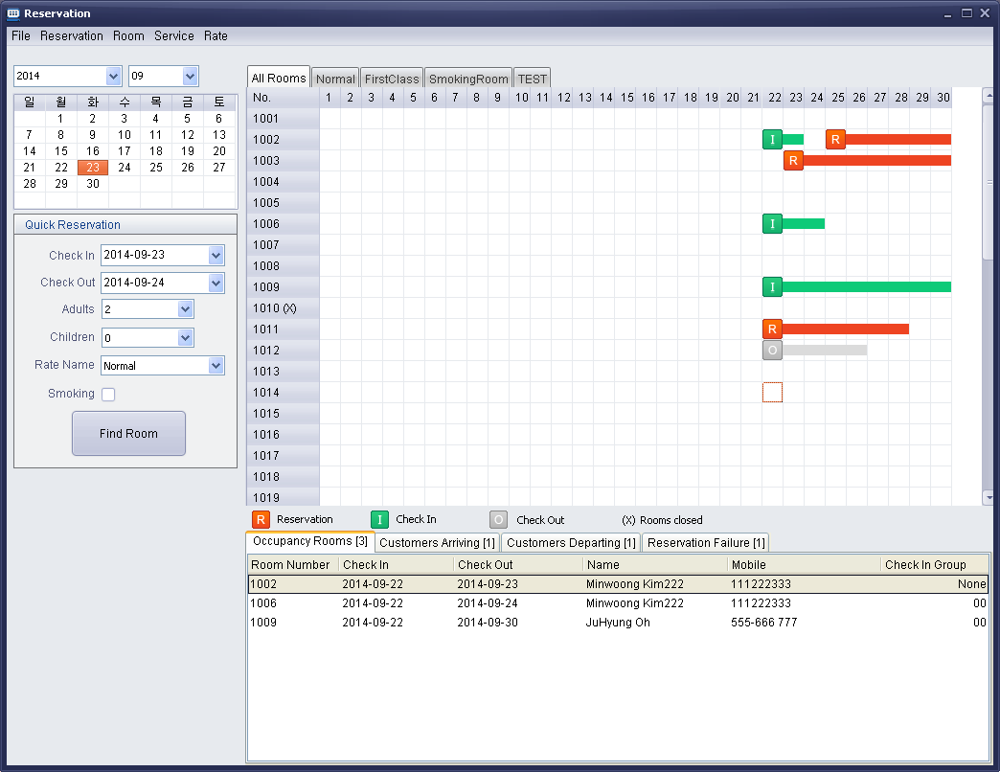 Reservation
File Reservation Room Service Rate
2014 09
일 월 화 수 목 금 토
1 2 3 4 5 6
7 8 9 10 11 12 13
14 15 16 17 18 19 20
21 22 23 24 25 26 27
28 29 30
Quick Reservation
Check In 2014-09-23
Check Out 2014-09-24
Adults 2
Children 0
Rate Name Normal
Smoking
Find Room
All Rooms Normal FirstClass SmokingRoom TEST
No. 1 2 3 4 5 6 7 8 9 10 11 12 13 14 15 16 17 18 19 20 21 22 23 24 25 26 27 28 29 30
1001
1002 I R
1003 R
1004
1005
1006 I
1007
1008
1009 I
1010 (X)
1011 R
1012 O
1013
1014
1015
1016
1017
1018
1019
R Reservation I Check In O Check Out (X) Rooms closed
Occupancy Rooms [3] Customers Arriving [1] Customers Departing [1] Reservation Failure [1]
Room Number Check In Check Out Name Mobile Check In Group
1002 2014-09-22 2014-09-23 Minwoong Kim222 111222333 None
1006 2014-09-22 2014-09-24 Minwoong Kim222 111222333 00
1009 2014-09-22 2014-09-30 JuHyung Oh 555-666 777 00